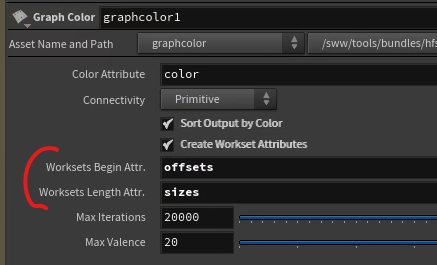 Graph Color graphcolor1
Asset Name and Path graphcolor /sww/tools/bundles/hfs
Color Attribute color
Connectivity Primitive
Sort Output by Color
Create Workset Attributes
Worksets Begin Attr. offsets
Worksets Length Attr. sizes
Max Iterations 20000
Max Valence 20